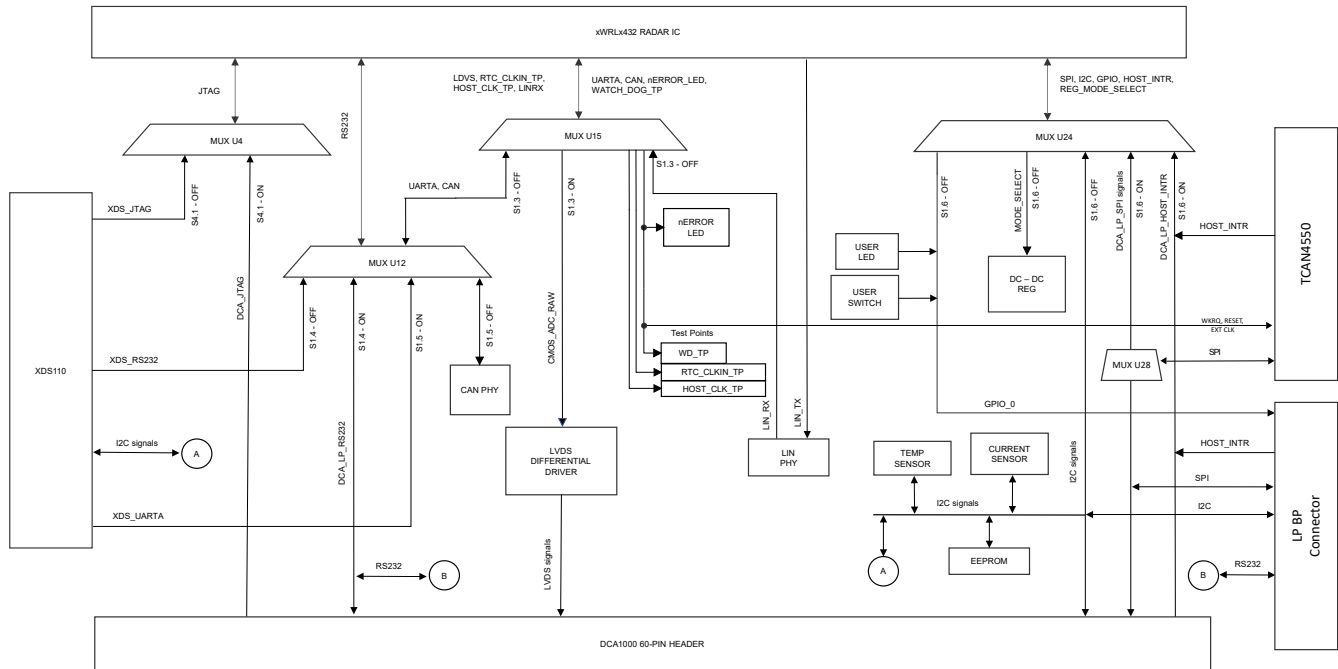 xWRLx432 RADAR IC
JTAG
RS232
LDVS, RTC_CLKIN_TP,
HOST_CLK_TP, LINRX
UARTA, CAN, nERROR_LED,
WATCH_DOG_TP
SPI, I2C, GPIO, HOST_INTR,
REG_MODE_SELECT
MUX U4
MUX U15
MUX U24
S4.1 - OFF
S4.1 - ON
UARTA, CAN
S1.3 - OFF
S1.3 - ON
S1.3 - OFF
S1.6 - OFF
MODE_SELECT
S1.6 - OFF
S1.6 - OFF
DCA_LP_SPI signals
S1.6 - ON
DCA_LP_HOST_INTR
S1.6 - ON
XDS_JTAG
nERROR
LED
USER
LED
HOST_INTR
TCAN4550
MUX U12
DC – DC
REG
USER
SWITCH
DCA_JTAG
S1.4 - OFF
S1.4 - ON
S1.5 - ON
S1.5 - OFF
CMOS_ADC_RAW
WKRQ, RESET,
EXT CLK
Test Points
WD_TP
RTC_CLKIN_TP
HOST_CLK_TP
SPI
MUX U28
XDS110
XDS_RS232
CAN PHY
GPIO_0
LIN_RX
LIN_TX
I2C signals
A
DCA_LP_RS232
LVDS
DIFFERENTIAL
DRIVER
LIN
PHY
TEMP
SENSOR
CURRENT
SENSOR
I2C signals
HOST_INTR
SPI
I2C signals
I2C
LP BP
Connector
XDS_UARTA
EEPROM
A
RS232
B
LVDS signals
B
RS232
DCA1000 60-PIN HEADER